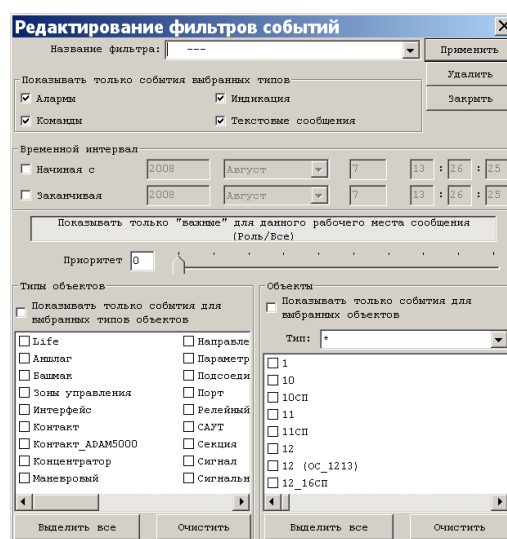 Редактирование фильтров событий
Название фильтра: ---
Применить
Удалить
Закрыть
Показывать только события выбранных типов
Алармы
Индикация
Команды
Текстовые сообщения
Временной интервал
Начиная с 2008 Август 7 13 : 26 : 25
Заканчивая 2008 Август 7 13 : 26 : 25
Показывать только "важные" для данного рабочего места сообщения
(Роль/Все)
Приоритет 0
Типы объектов
Показывать только события для
выбранных типов объектов
Life
Аншлаг
Башмак
Зоны управления
Интерфейс
Контакт
Контакт_ADAM5000
Концентратор
Маневровый
Направле
Параметр
Подсоеди
Порт
Релейный
САУТ
Секция
Сигнал
Сигнальн
Выделить все
Очистить
Объекты
Показывать только события для
выбранных объектов
Тип: *
1
10
10СП
11
11СП
12
12 (ОС_1213)
12_16СП
Выделить все
Очистить